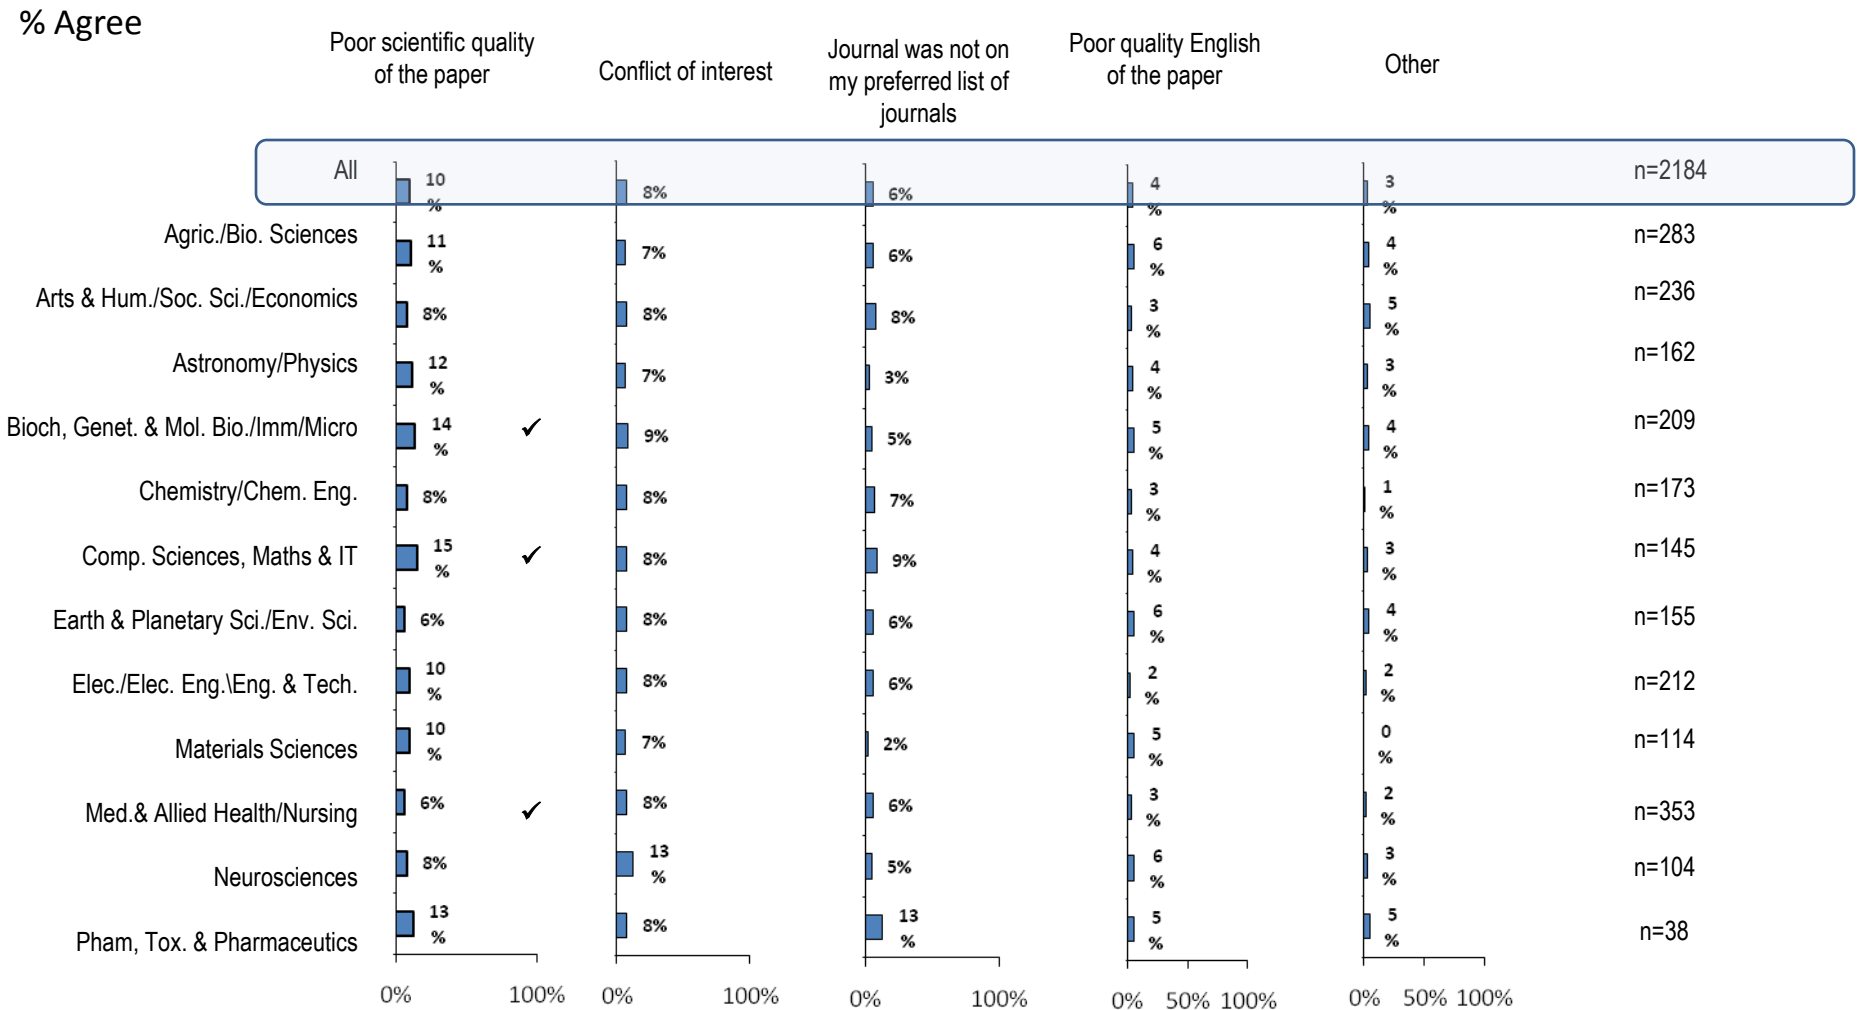 % Agree
Poor scientific quality
of the paper
Conflict of interest
Journal was not on
my preferred list of
journals
Poor quality English
of the paper
Other
All
10
%
8%
6%
4
%
3
%
n=2184
Agric./Bio. Sciences
11
%
7%
6%
6
%
4
%
n=283
Arts & Hum./Soc. Sci./Economics
8%
8%
8%
3
%
5
%
n=236
Astronomy/Physics
12
%
7%
3%
4
%
3
%
n=162
Bioch, Genet. & Mol. Bio./Imm/Micro
14
%
✓
9%
5%
5
%
4
%
n=209
Chemistry/Chem. Eng.
8%
8%
7%
3
%
1
%
n=173
Comp. Sciences, Maths & IT
15
%
✓
8%
9%
4
%
3
%
n=145
Earth & Planetary Sci./Env. Sci.
6%
8%
6%
6
%
4
%
n=155
Elec./Elec. Eng.\Eng. & Tech.
10
%
8%
6%
2
%
2
%
n=212
Materials Sciences
10
%
7%
2%
5
%
0
%
n=114
Med.& Allied Health/Nursing
6%
✓
8%
6%
3
%
2
%
n=353
Neurosciences
8%
13
%
5%
6
%
3
%
n=104
Pham, Tox. & Pharmaceutics
13
%
8%
13
%
5
%
5
%
n=38
0% 100%
0% 100%
0% 100%
0% 50% 100%
0% 50% 100%